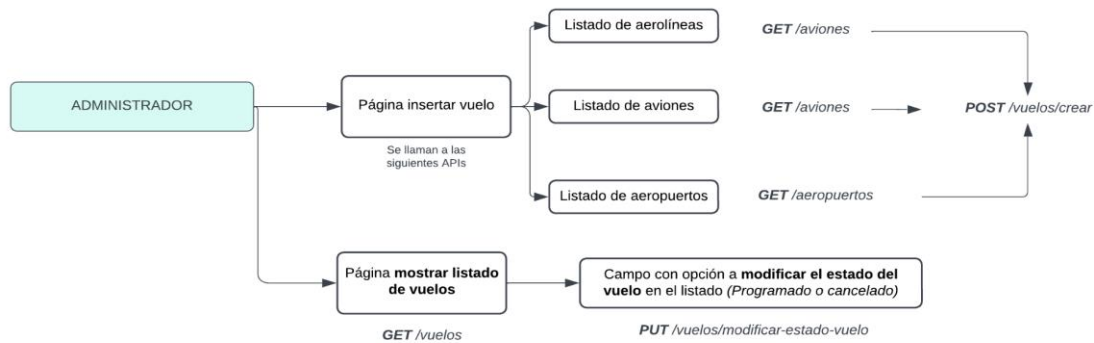 Listado de aerolíneas
GET /aviones
ADMINISTRADOR
Página insertar vuelo
Se llaman a las
siguientes APIs
Listado de aviones
GET /aviones
POST /vuelos/crear
Listado de aeropuertos
GET /aeropuertos
Página mostrar listado
de vuelos
GET /vuelos
Campo con opción a modificar el estado del
vuelo en el listado (Programado o cancelado)
PUT /vuelos/modificar-estado-vuelo